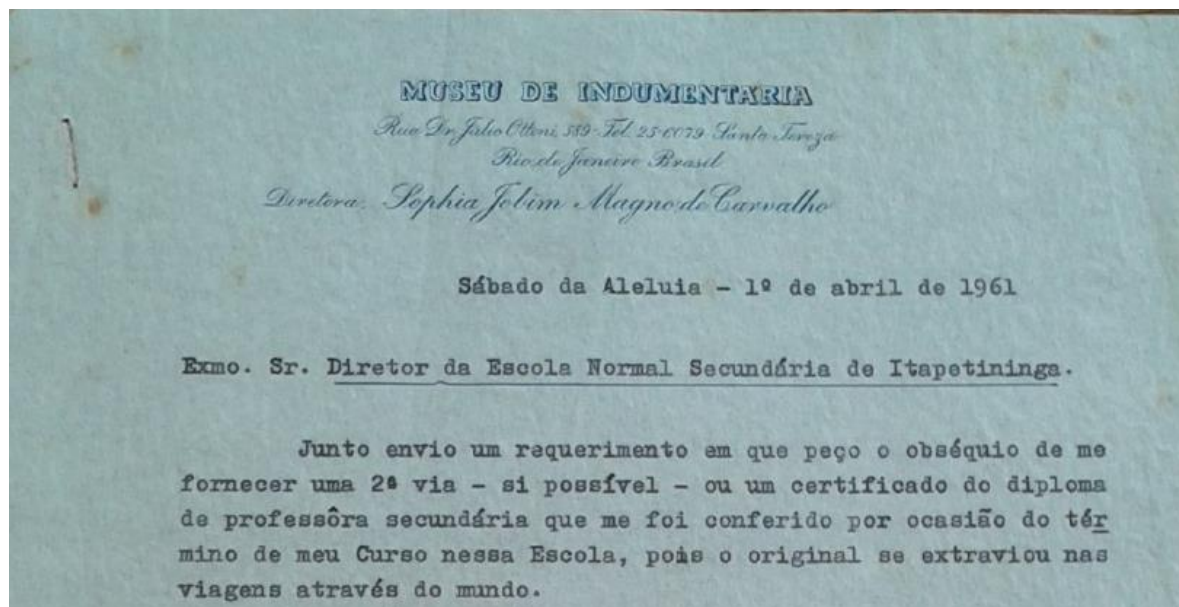 MUSEU DE INDUMENTARIA
Rua Dr. Julio Ottoni, 589 - Tel. 25-6079 - Santa Tereza
Rio de Janeiro Brasil
Diretora: Sophia Jobim Magno de Carvalho
Sábado da Aleluia - 1º de abril de 1961
Exmo. Sr. Diretor da Escola Normal Secundária de Itapetininga.
Junto envio um requerimento em que peço o obséquio de me
fornecer uma 2ª via - si possível - ou um certificado do diploma
de professôra secundária que me foi conferido por ocasião do tér
mino de meu Curso nessa Escola, pois o original se extraviou nas
viagens através do mundo.